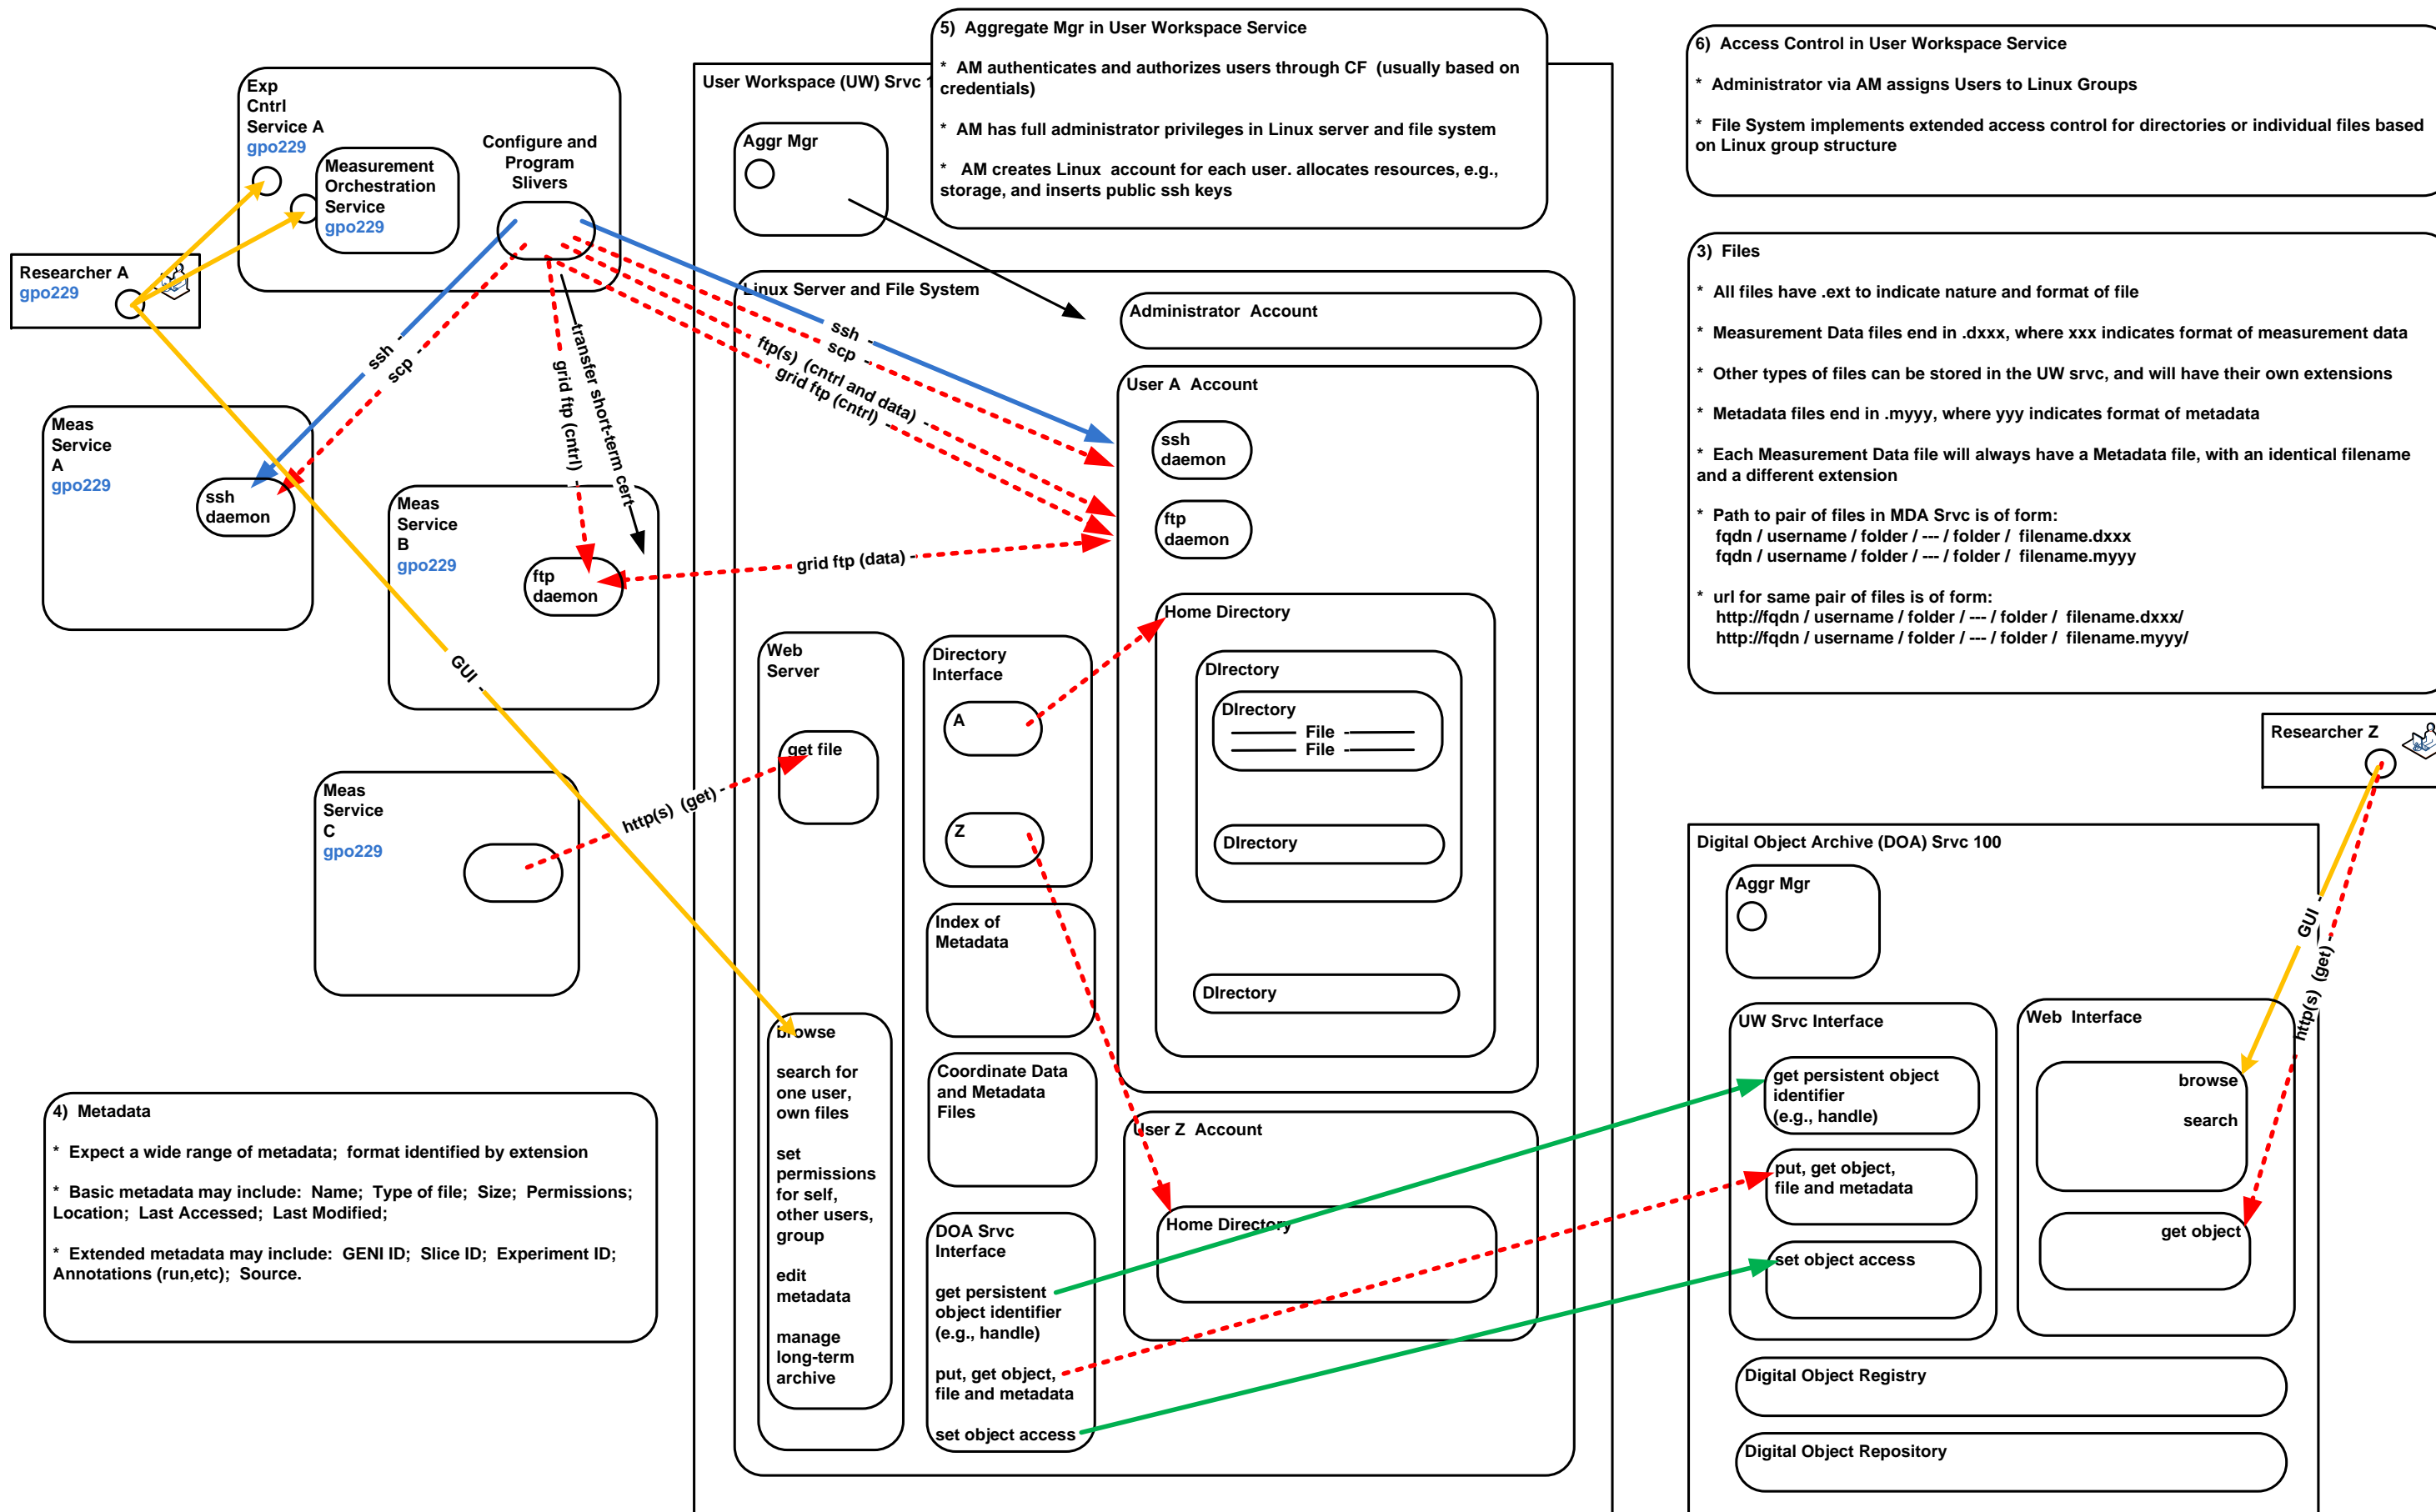 5)  Aggregate Mgr in User Workspace Service
*  AM authenticates and authorizes users through CF  (usually based on
credentials)
*  AM has full administrator privileges in Linux server and file system
*   AM creates Linux  account for each user. allocates resources, e.g.,
storage, and inserts public ssh keys
6)  Access Control in User Workspace Service
*  Administrator via AM assigns Users to Linux Groups
*  File System implements extended access control for directories or individual files based
on Linux group structure
3)  Files
*  All files have .ext to indicate nature and format of file
*  Measurement Data files end in .dxxx, where xxx indicates format of measurement data
*  Other types of files can be stored in the UW srvc, and will have their own extensions
*  Metadata files end in .myyy, where yyy indicates format of metadata
*  Each Measurement Data file will always have a Metadata file, with an identical filename
and a different extension
*  Path to pair of files in MDA Srvc is of form:
fqdn / username / folder / --- / folder /  filename.dxxx
fqdn / username / folder / --- / folder /  filename.myyy
*  url for same pair of files is of form:
http://fqdn / username / folder / --- / folder /  filename.dxxx/
http://fqdn / username / folder / --- / folder /  filename.myyy/
Exp
Cntrl
Service A
gpo229
Measurement
Orchestration
Service
gpo229
Configure and
Program
Slivers
Researcher A
gpo229
ssh
scp
grid ftp (cntrl)
transfer short-term cert
ssh
scp
ftp(s)  (cntrl and data)
grid ftp (cntrl)
grid ftp (data)
GUI
http(s)  (get)
Meas
Service
A
gpo229
ssh
daemon
Meas
Service
B
gpo229
ftp
daemon
Meas
Service
C
gpo229
4)  Metadata
*  Expect a wide range of metadata;  format identified by extension
*  Basic metadata may include:  Name;  Type of file;  Size;  Permissions;
Location;  Last Accessed;  Last Modified;
*  Extended metadata may include:  GENI ID;  Slice ID;  Experiment ID;
Annotations (run,etc);  Source.
User Workspace (UW) Srvc
Aggr Mgr
Linux Server and File System
Administrator  Account
User A  Account
ssh
daemon
ftp
daemon
Home Directory
DIrectory
DIrectory
File
File
DIrectory
DIrectory
User Z  Account
Home Directory
Web
Server
get file
browse
search for
one user,
own files
set
permissions
for self,
other users,
group
edit
metadata
manage
long-term
archive
Directory
Interface
A
Z
Index of
Metadata
Coordinate Data
and Metadata
Files
DOA Srvc
Interface
get persistent
object identifier
(e.g., handle)
put, get object,
file and metadata
set object access
Researcher Z
GUI
http(s)  (get)
Digital Object Archive (DOA) Srvc 100
Aggr Mgr
UW Srvc Interface
get persistent object
identifier
(e.g., handle)
put, get object,
file and metadata
set object access
Web  Interface
browse
search
get object
Digital Object Registry
Digital Object Repository